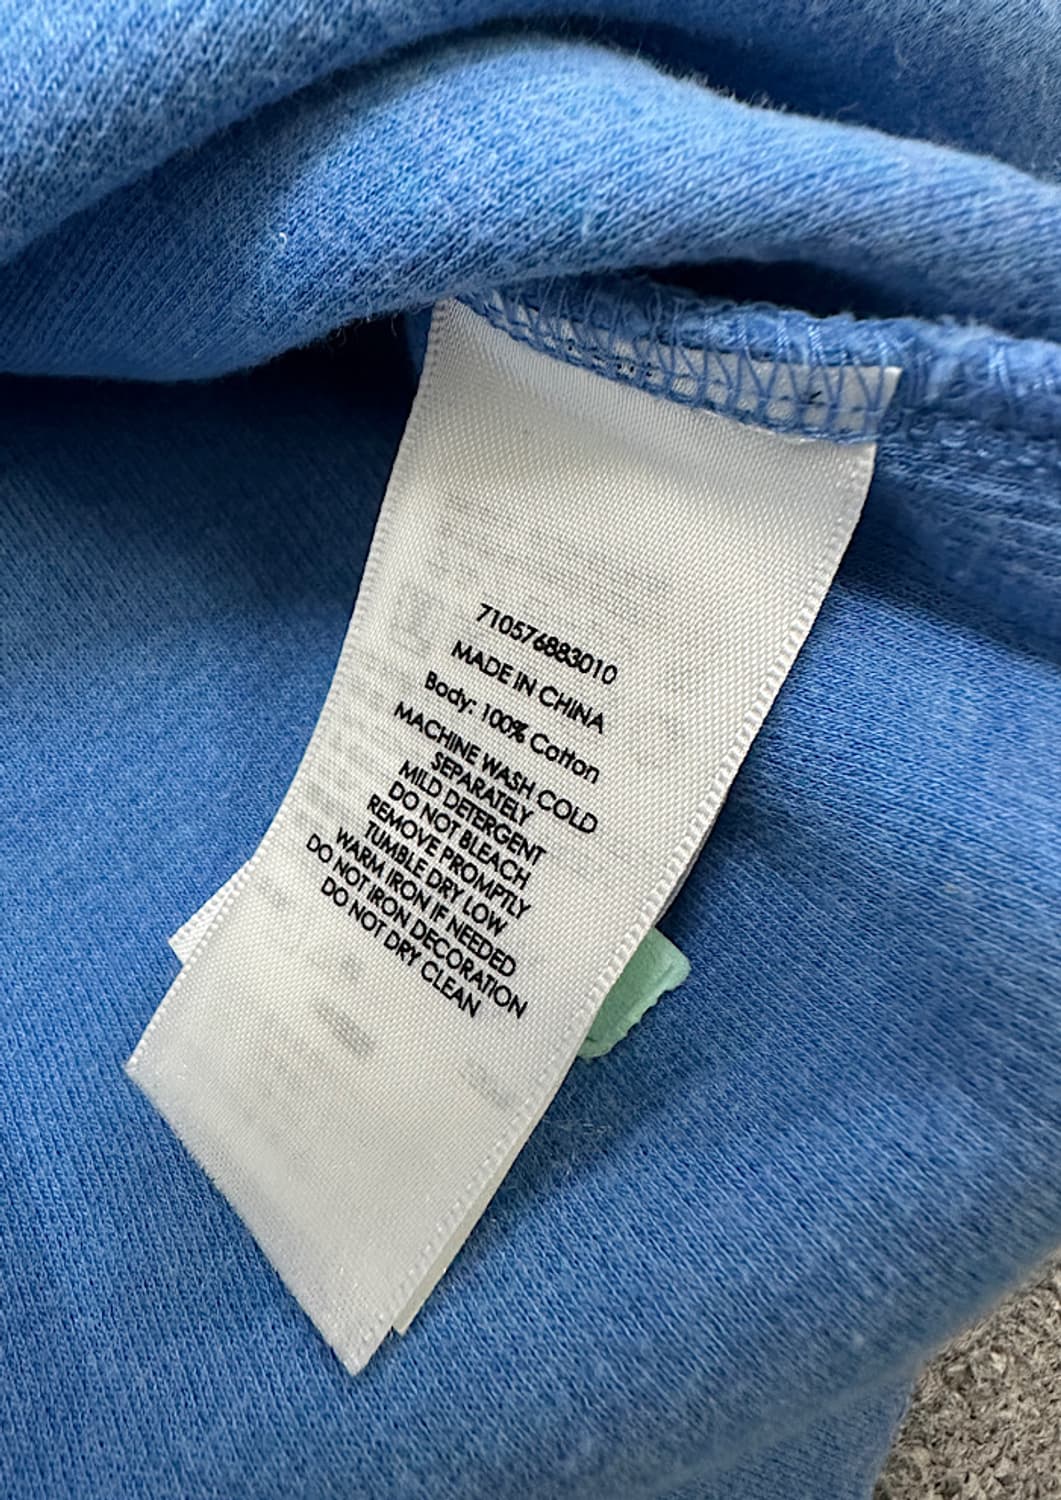 710576883010
MADE IN CHINA
Body: 100% Cotton
MACHINE WASH COLD
SEPARATELY
MILD DETERGENT
DO NOT BLEACH
REMOVE PROMPTLY
TUMBLE DRY LOW
WARM IRON IF NEEDED
DO NOT IRON DECORATION
DO NOT DRY CLEAN